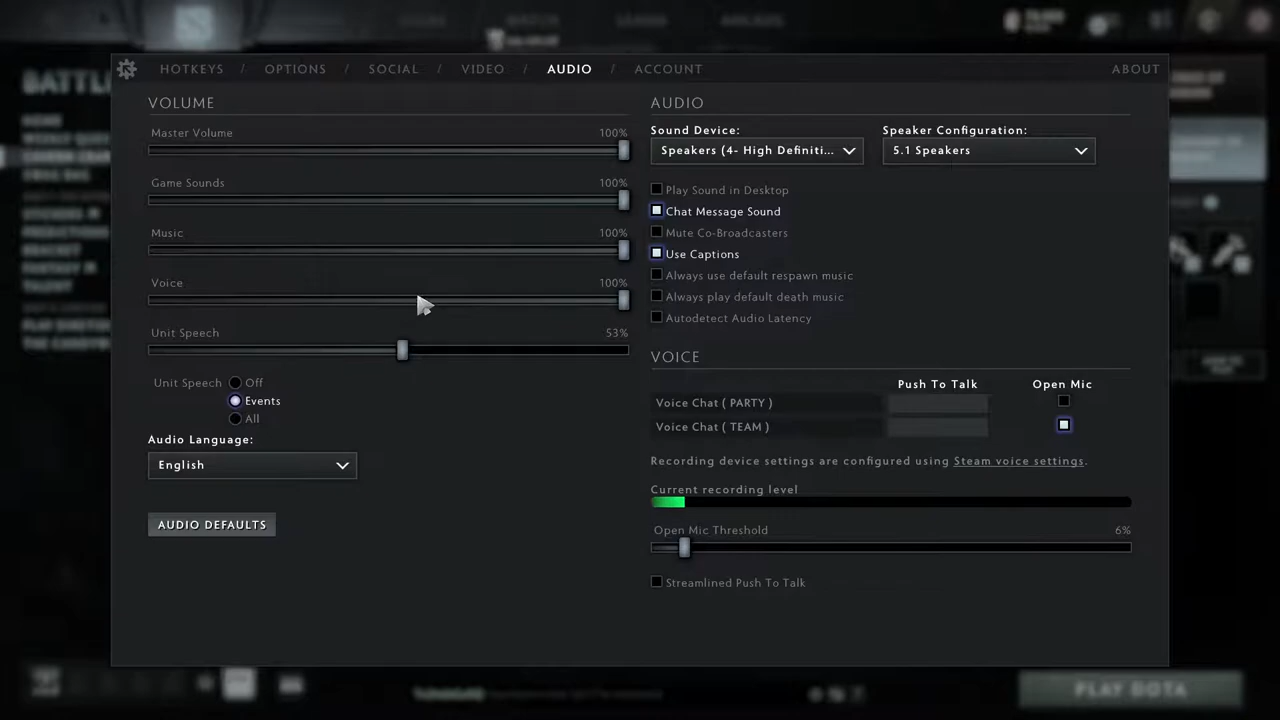 HOTKEYS / OPTIONS / SOCIAL / VIDEO / AUDIO / ACCOUNT ABOUT
VOLUME
Master Volume 100%
Game Sounds 100%
Music 100%
Voice 100%
Unit Speech 53%
Unit Speech Off
Events
All
Audio Language:
English
AUDIO DEFAULTS
AUDIO
Sound Device: Speaker Configuration:
Speakers (4- High Definiti... 5.1 Speakers
Play Sound in Desktop
Chat Message Sound
Mute Co-Broadcasters
Use Captions
Always use default respawn music
Always play default death music
Autodetect Audio Latency
VOICE
Push To Talk Open Mic
Voice Chat ( PARTY )
Voice Chat ( TEAM )
Recording device settings are configured using Steam voice settings.
Current recording level
Open Mic Threshold 6%
Streamlined Push To Talk
PLAY DOTA